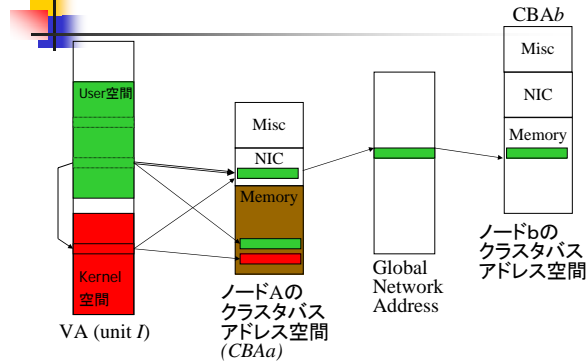 CBAb
Misc
NIC
Memory
ノードbの
クラスタバス
アドレス空間
User空間
Kernel
空間
VA (unit I)
Misc
NIC
Memory
ノードAの
クラスタバス
アドレス空間
(CBAa)
Global
Network
Address